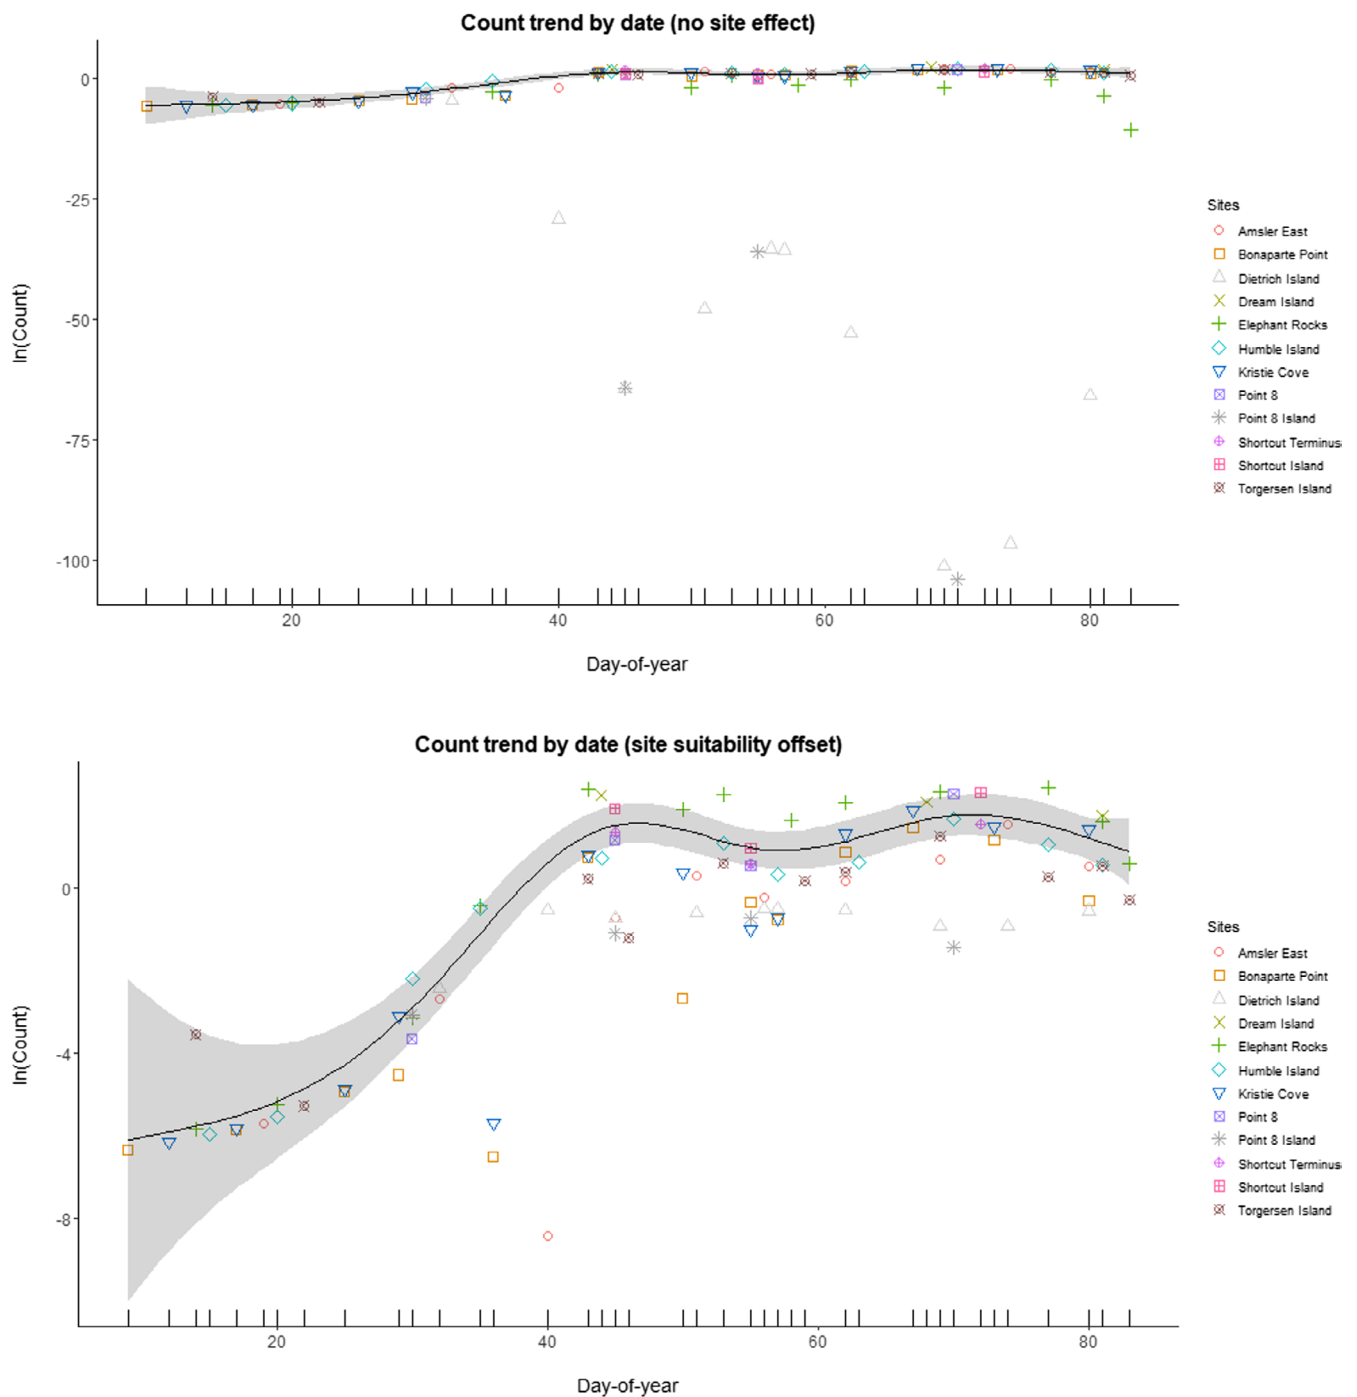 Count trend by date (no site effect)
0
-25
-50
-75
-100
ln(Count)
20
40
60
80
Day-of-year
Sites
Amsler East
Bonaparte Point
Dietrich Island
Dream Island
Elephant Rocks
Humble Island
Kristie Cove
Point 8
Point 8 Island
Shortcut Terminus
Shortcut Island
Torgersen Island
Count trend by date (site suitability offset)
0
-4
-8
ln(Count)
20
40
60
80
Day-of-year
Sites
Amsler East
Bonaparte Point
Dietrich Island
Dream Island
Elephant Rocks
Humble Island
Kristie Cove
Point 8
Point 8 Island
Shortcut Terminus
Shortcut Island
Torgersen Island